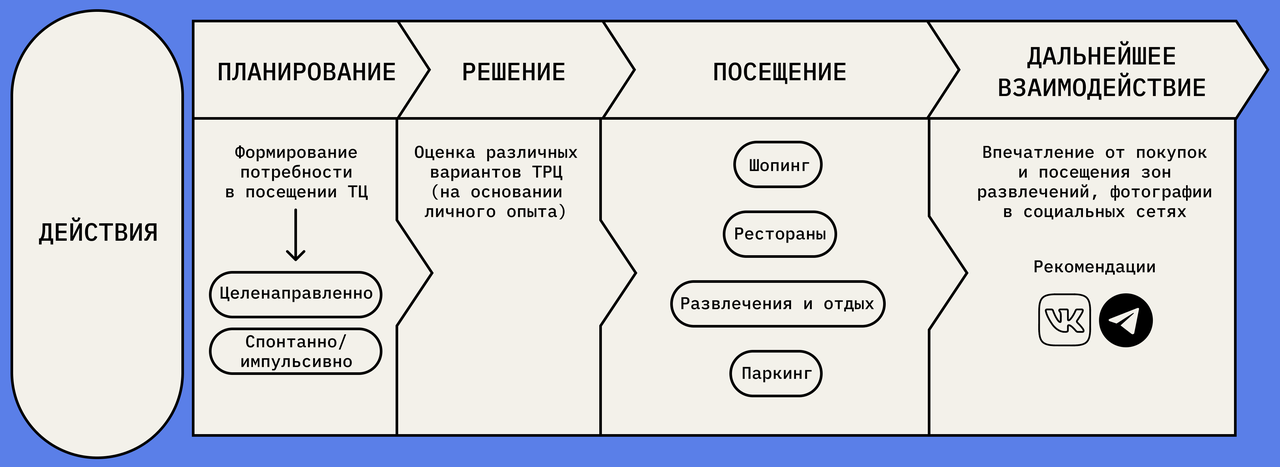 ДЕЙСТВИЯ
ПЛАНИРОВАНИЕ
РЕШЕНИЕ
ПОСЕЩЕНИЕ
ДАЛЬНЕЙШЕЕ
ВЗАИМОДЕЙСТВИЕ
Формирование
потребности
в посещении ТЦ
Целенаправленно
Спонтанно/
импульсивно
Оценка различных
вариантов ТРЦ
(на основании
личного опыта)
Шопинг
Рестораны
Развлечения и отдых
Паркинг
Впечатление от покупок
и посещения зон
развлечений, фотографии
в социальных сетях
Рекомендации